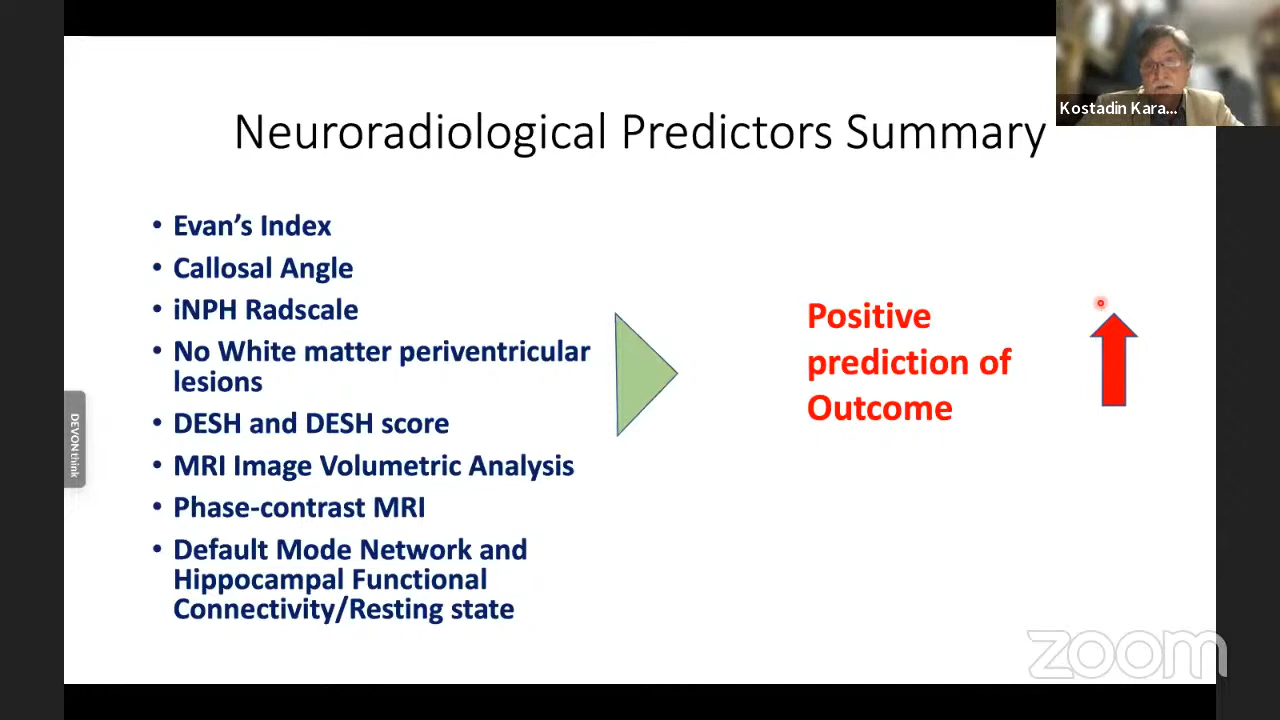 Kostadin Kara...
Neuroradiological Predictors Summary
• Evan's Index
• Callosal Angle
• iNPH Radscale
• No White matter periventricular
lesions
• DESH and DESH score
• MRI Image Volumetric Analysis
• Phase-contrast MRI
• Default Mode Network and
Hippocampal Functional
Connectivity/Resting state
Positive
prediction of
Outcome
DEVONthink
zoom